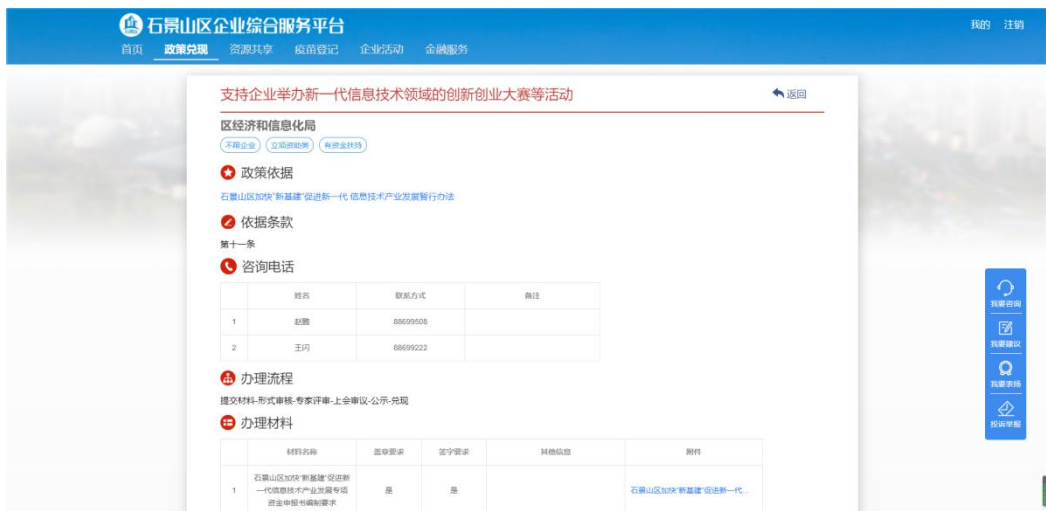 石景山区企业综合服务平台
我的 注销
首页 政策兑现 资源共享 疫苗登记 企业活动 金融服务
支持企业举办新一代信息技术领域的创新创业大赛等活动
返回
区经济和信息化局
不限企业 立项资助类 有资金扶持
政策依据
石景山区加快“新基建”促进新一代 信息技术产业发展暂行办法
依据条款
第十一条
咨询电话
姓名 联系方式 备注
1 赵鹏 88699508
2 王闪 88699222
办理流程
提交材料-形式审核-专家评审-上会审议-公示-兑现
办理材料
材料名称 盖章要求 签字要求 其他信息 附件
1 石景山区加快“新基建”促进新一代信息技术产业发展专项资金申报书编制要求 是 是 石景山区加快“新基建”促进新一代...
我要咨询
我要建议
我要表扬
投诉举报